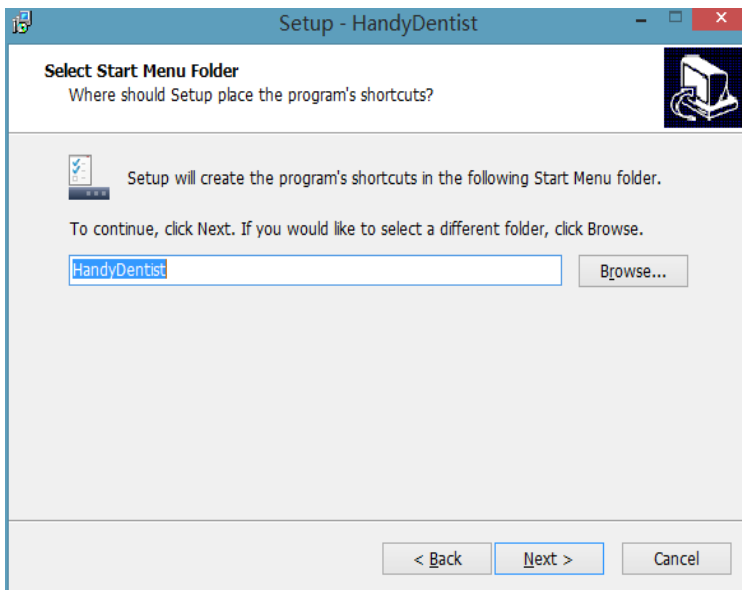 Setup - HandyDentist
Select Start Menu Folder
Where should Setup place the program's shortcuts?
Setup will create the program's shortcuts in the following Start Menu folder.
To continue, click Next. If you would like to select a different folder, click Browse.
HandyDentist
Browse...
< Back
Next >
Cancel